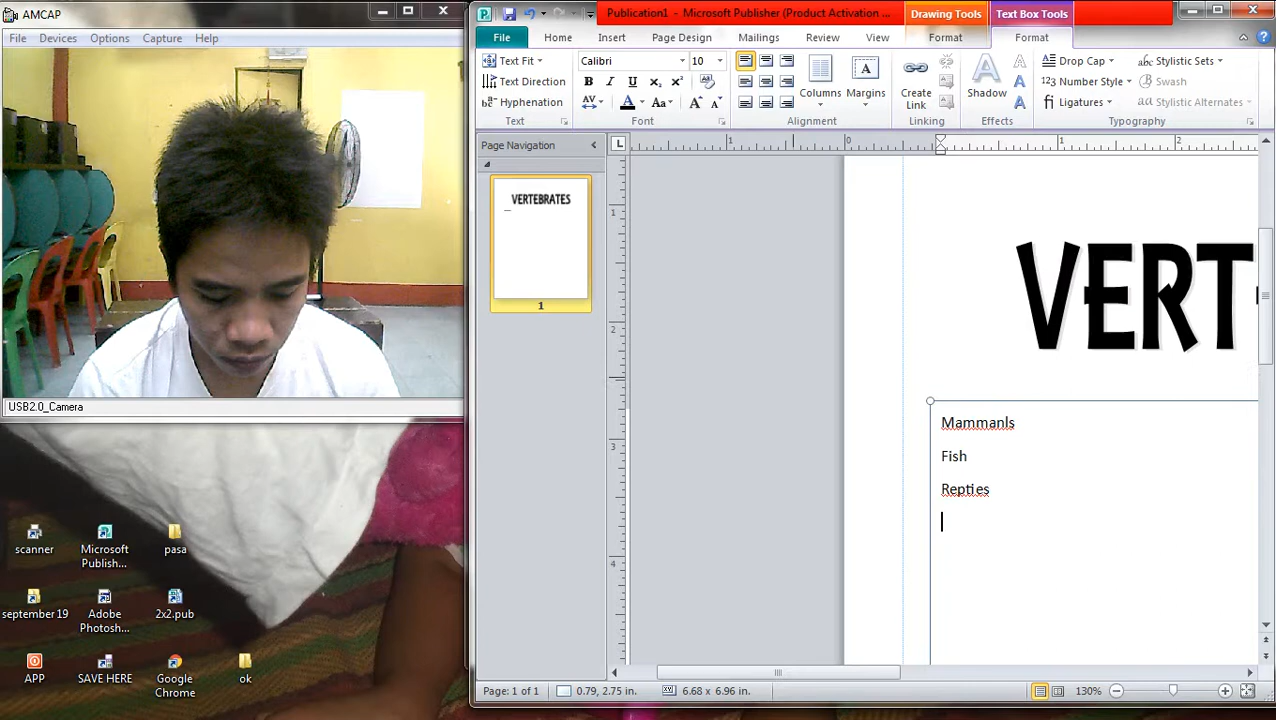 AMCAP
File Devices Options Capture Help
USB2.0_Camera
scanner
Microsoft Publish...
pasa
september 19
Adobe Photosh...
2x2.pub
APP
SAVE HERE
Google Chrome
ok
Publication1 - Microsoft Publisher (Product Activation ...
Drawing Tools
Text Box Tools
File Home Insert Page Design Mailings Review View Format Format
Text Fit
Text Direction
Hyphenation
Text
Calibri 10
B I U x₂ x²
AV A Aa A A
Font
Columns
Margins
Alignment
Create Link
Linking
Shadow
Effects
Drop Cap
Number Style
Ligatures
Stylistic Sets
Swash
Stylistic Alternates
Typography
Page Navigation
VERTEBRATES
1
VERT
Mammanls
Fish
Repties
Page: 1 of 1
0.79, 2.75 in.
6.68 x 6.96 in.
130%